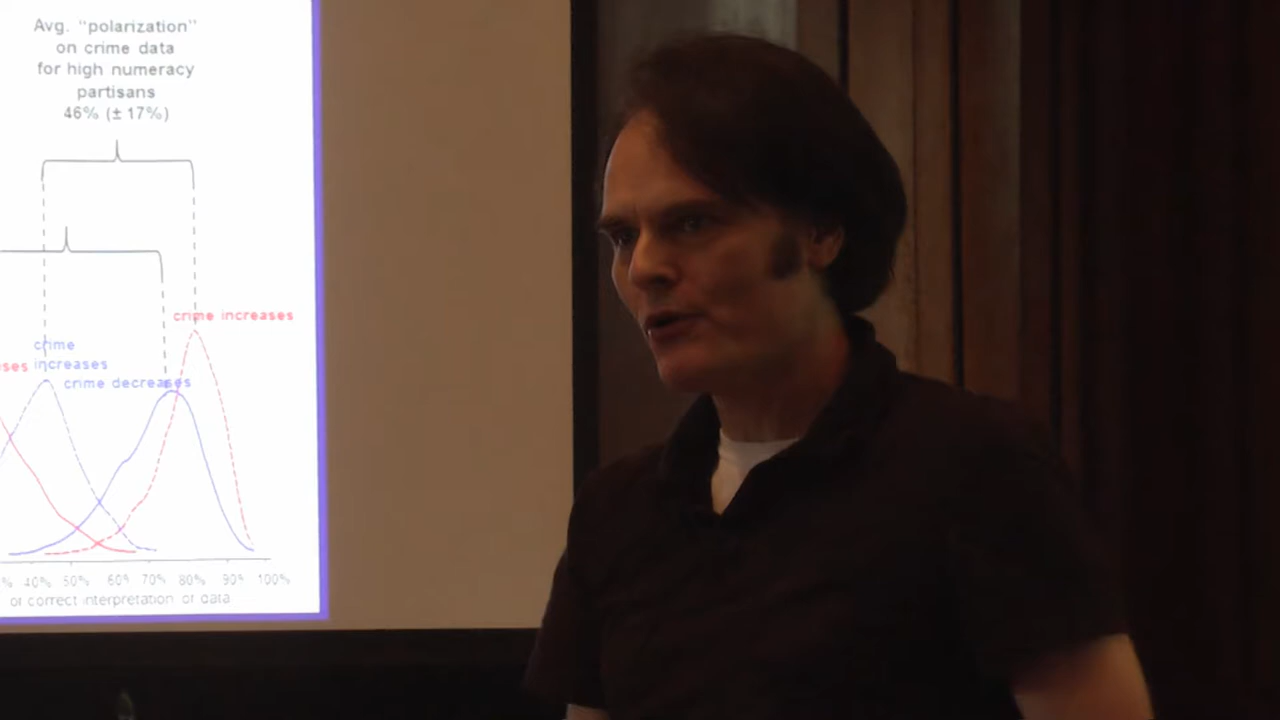 Avg. "polarization"
on crime data
for high numeracy
partisans
46% (± 17%)
crime increases
crime
increases
crime decreases
40% 50% 60% 70% 80% 90% 100%
correct interpretation of data